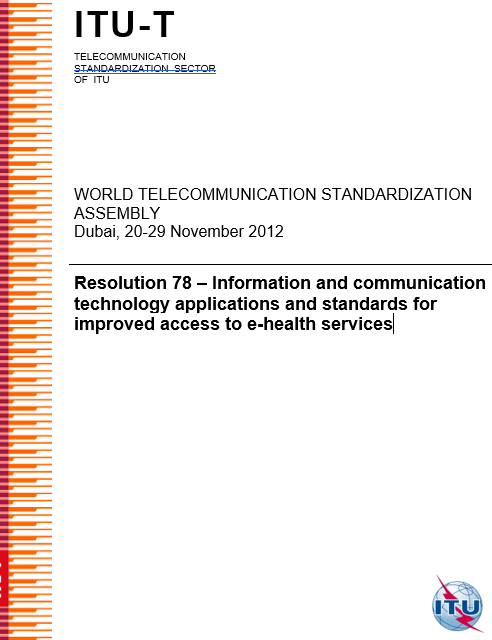 ITU-T
TELECOMMUNICATION
STANDARDIZATION SECTOR
OF ITU
WORLD TELECOMMUNICATION STANDARDIZATION
ASSEMBLY
Dubai, 20-29 November 2012
Resolution 78 – Information and communication
technology applications and standards for
improved access to e-health services
ITU